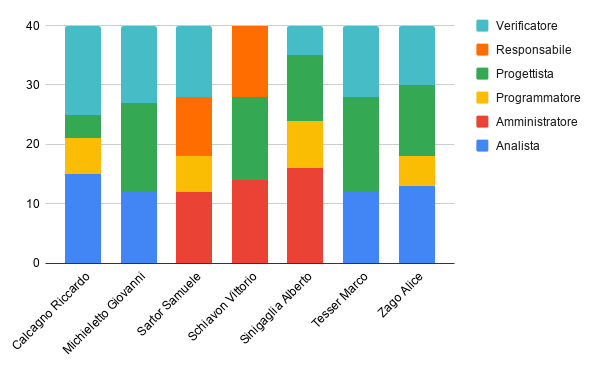 40
30
20
10
0
Calcagno Riccardo
Michieletto Giovanni
Sartor Samuele
Schiavon Vittorio
Sinigaglia Alberto
Tesser Marco
Zago Alice
Verificatore
Responsabile
Progettista
Programmatore
Amministratore
Analista